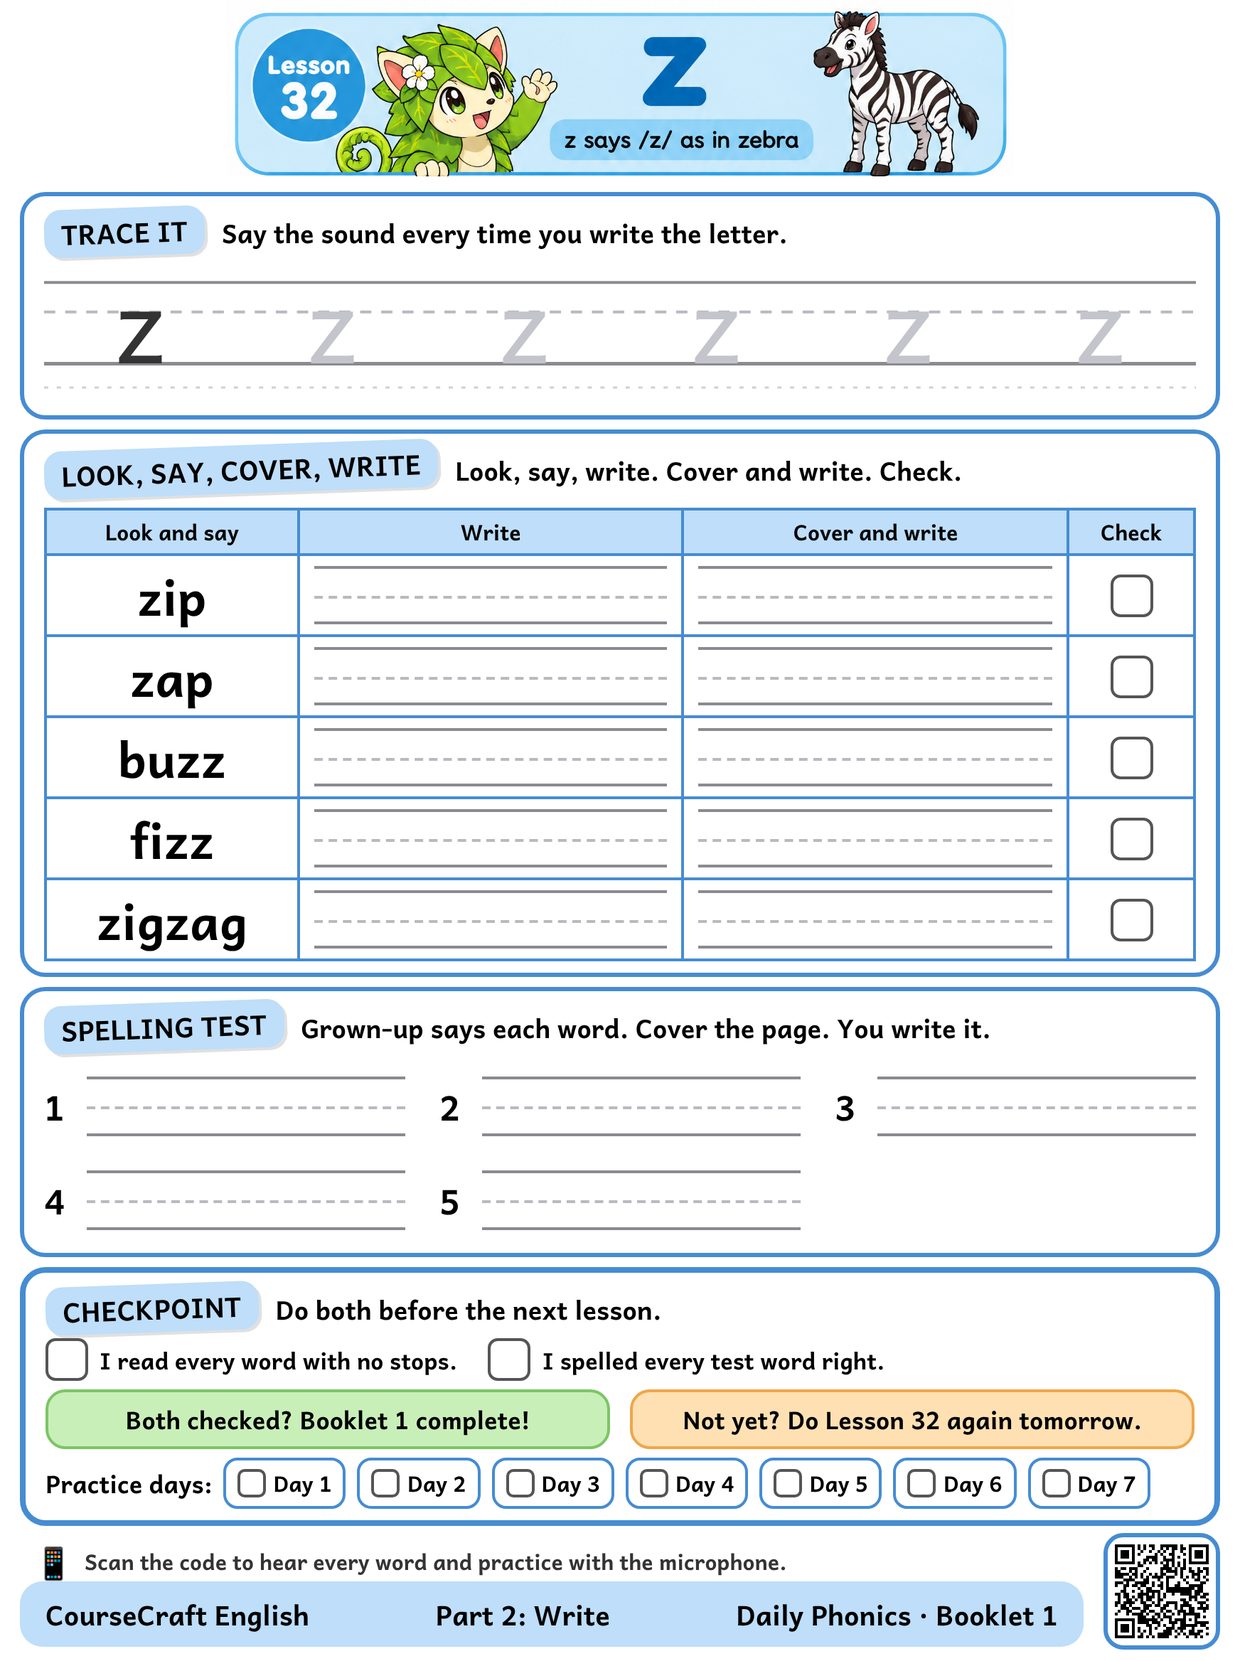 Lesson
32
z
z says /z/ as in zebra
TRACE IT Say the sound every time you write the letter.
z z z z z z
LOOK, SAY, COVER, WRITE Look, say, write. Cover and write. Check.
Look and say Write Cover and write Check
zip
zap
buzz
fizz
zigzag
SPELLING TEST Grown-up says each word. Cover the page. You write it.
1 2 3
4 5
CHECKPOINT Do both before the next lesson.
I read every word with no stops. I spelled every test word right.
Both checked? Booklet 1 complete! Not yet? Do Lesson 32 again tomorrow.
Practice days: Day 1 Day 2 Day 3 Day 4 Day 5 Day 6 Day 7
Scan the code to hear every word and practice with the microphone.
CourseCraft English Part 2: Write Daily Phonics · Booklet 1